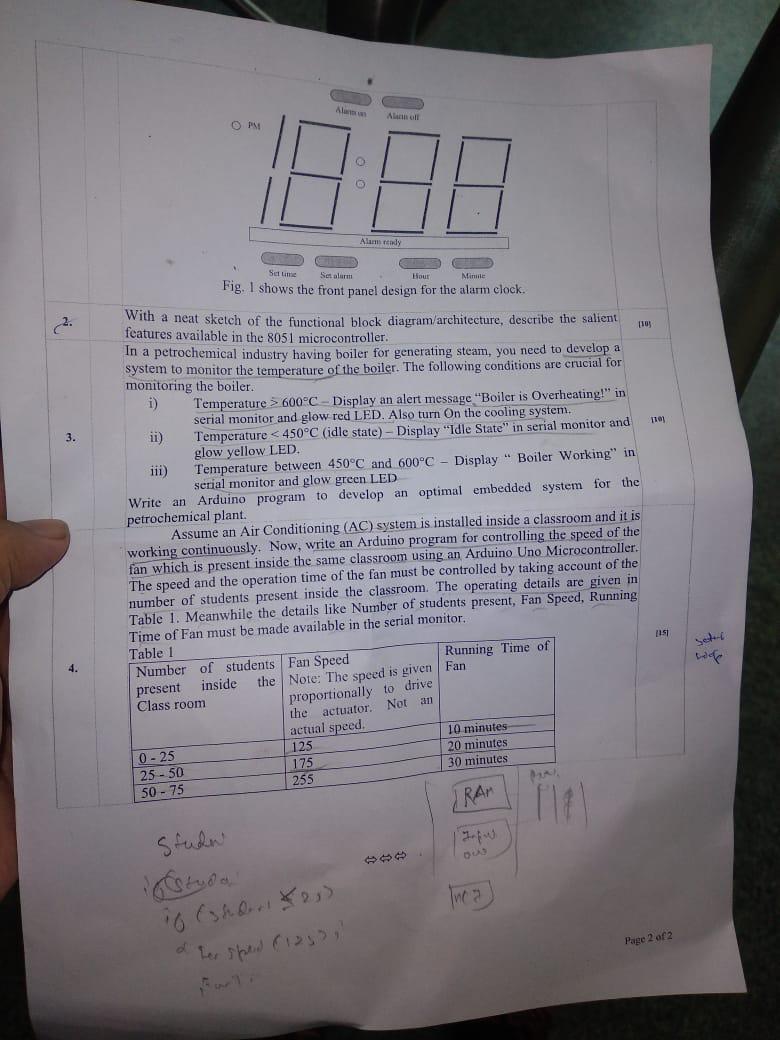 Alarm on Alarm off
PM
Alarm ready
Set time Set alarm Hour Minute
Fig. 1 shows the front panel design for the alarm clock.
2. With a neat sketch of the functional block diagram/architecture, describe the salient [10]
features available in the 8051 microcontroller.
In a petrochemical industry having boiler for generating steam, you need to develop a
system to monitor the temperature of the boiler. The following conditions are crucial for
monitoring the boiler.
i) Temperature > 600°C – Display an alert message “Boiler is Overheating!” in
serial monitor and glow red LED. Also turn On the cooling system.
3. ii) Temperature < 450°C (idle state) – Display “Idle State” in serial monitor and [10]
glow yellow LED.
iii) Temperature between 450°C and 600°C – Display “ Boiler Working” in
serial monitor and glow green LED
Write an Arduino program to develop an optimal embedded system for the
petrochemical plant.
Assume an Air Conditioning (AC) system is installed inside a classroom and it is
working continuously. Now, write an Arduino program for controlling the speed of the
fan which is present inside the same classroom using an Arduino Uno Microcontroller.
The speed and the operation time of the fan must be controlled by taking account of the
number of students present inside the classroom. The operating details are given in
Table 1. Meanwhile the details like Number of students present, Fan Speed, Running
Time of Fan must be made available in the serial monitor.
[15]
Table 1
4. Number of students Fan Speed Running Time of
present inside the Note: The speed is given Fan
Class room proportionally to drive
the actuator. Not an
actual speed.
0 - 25 125 10 minutes
25 - 50 175 20 minutes
50 - 75 255 30 minutes
RAM
⇔⇔⇔
Page 2 of 2